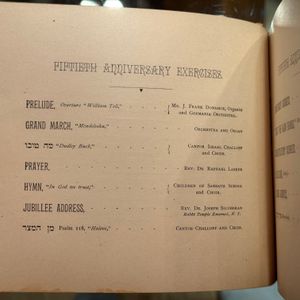 FIFTIETH ANNIVERSARY EXERCISES
PRELUDE, Overture "William Tell," Mr. J. Frank Donahoe, Organist and Germania Orchestra.
GRAND MARCH, "Mendelssohn," Orchestra and Organ
מה טובו "Dudley Buck," Cantor Israel Chaloff and Choir.
PRAYER, Rev. Dr. Raphael Lasker
HYMN, "In God we trust," Children of Sabbath School and Choir.
JUBILEE ADDRESS, Rev. Dr. Joseph Silverman
Rabbi Temple Emanuel, N. Y.
מן המצר Psalm 118, Cantor Chaloff and Choir.